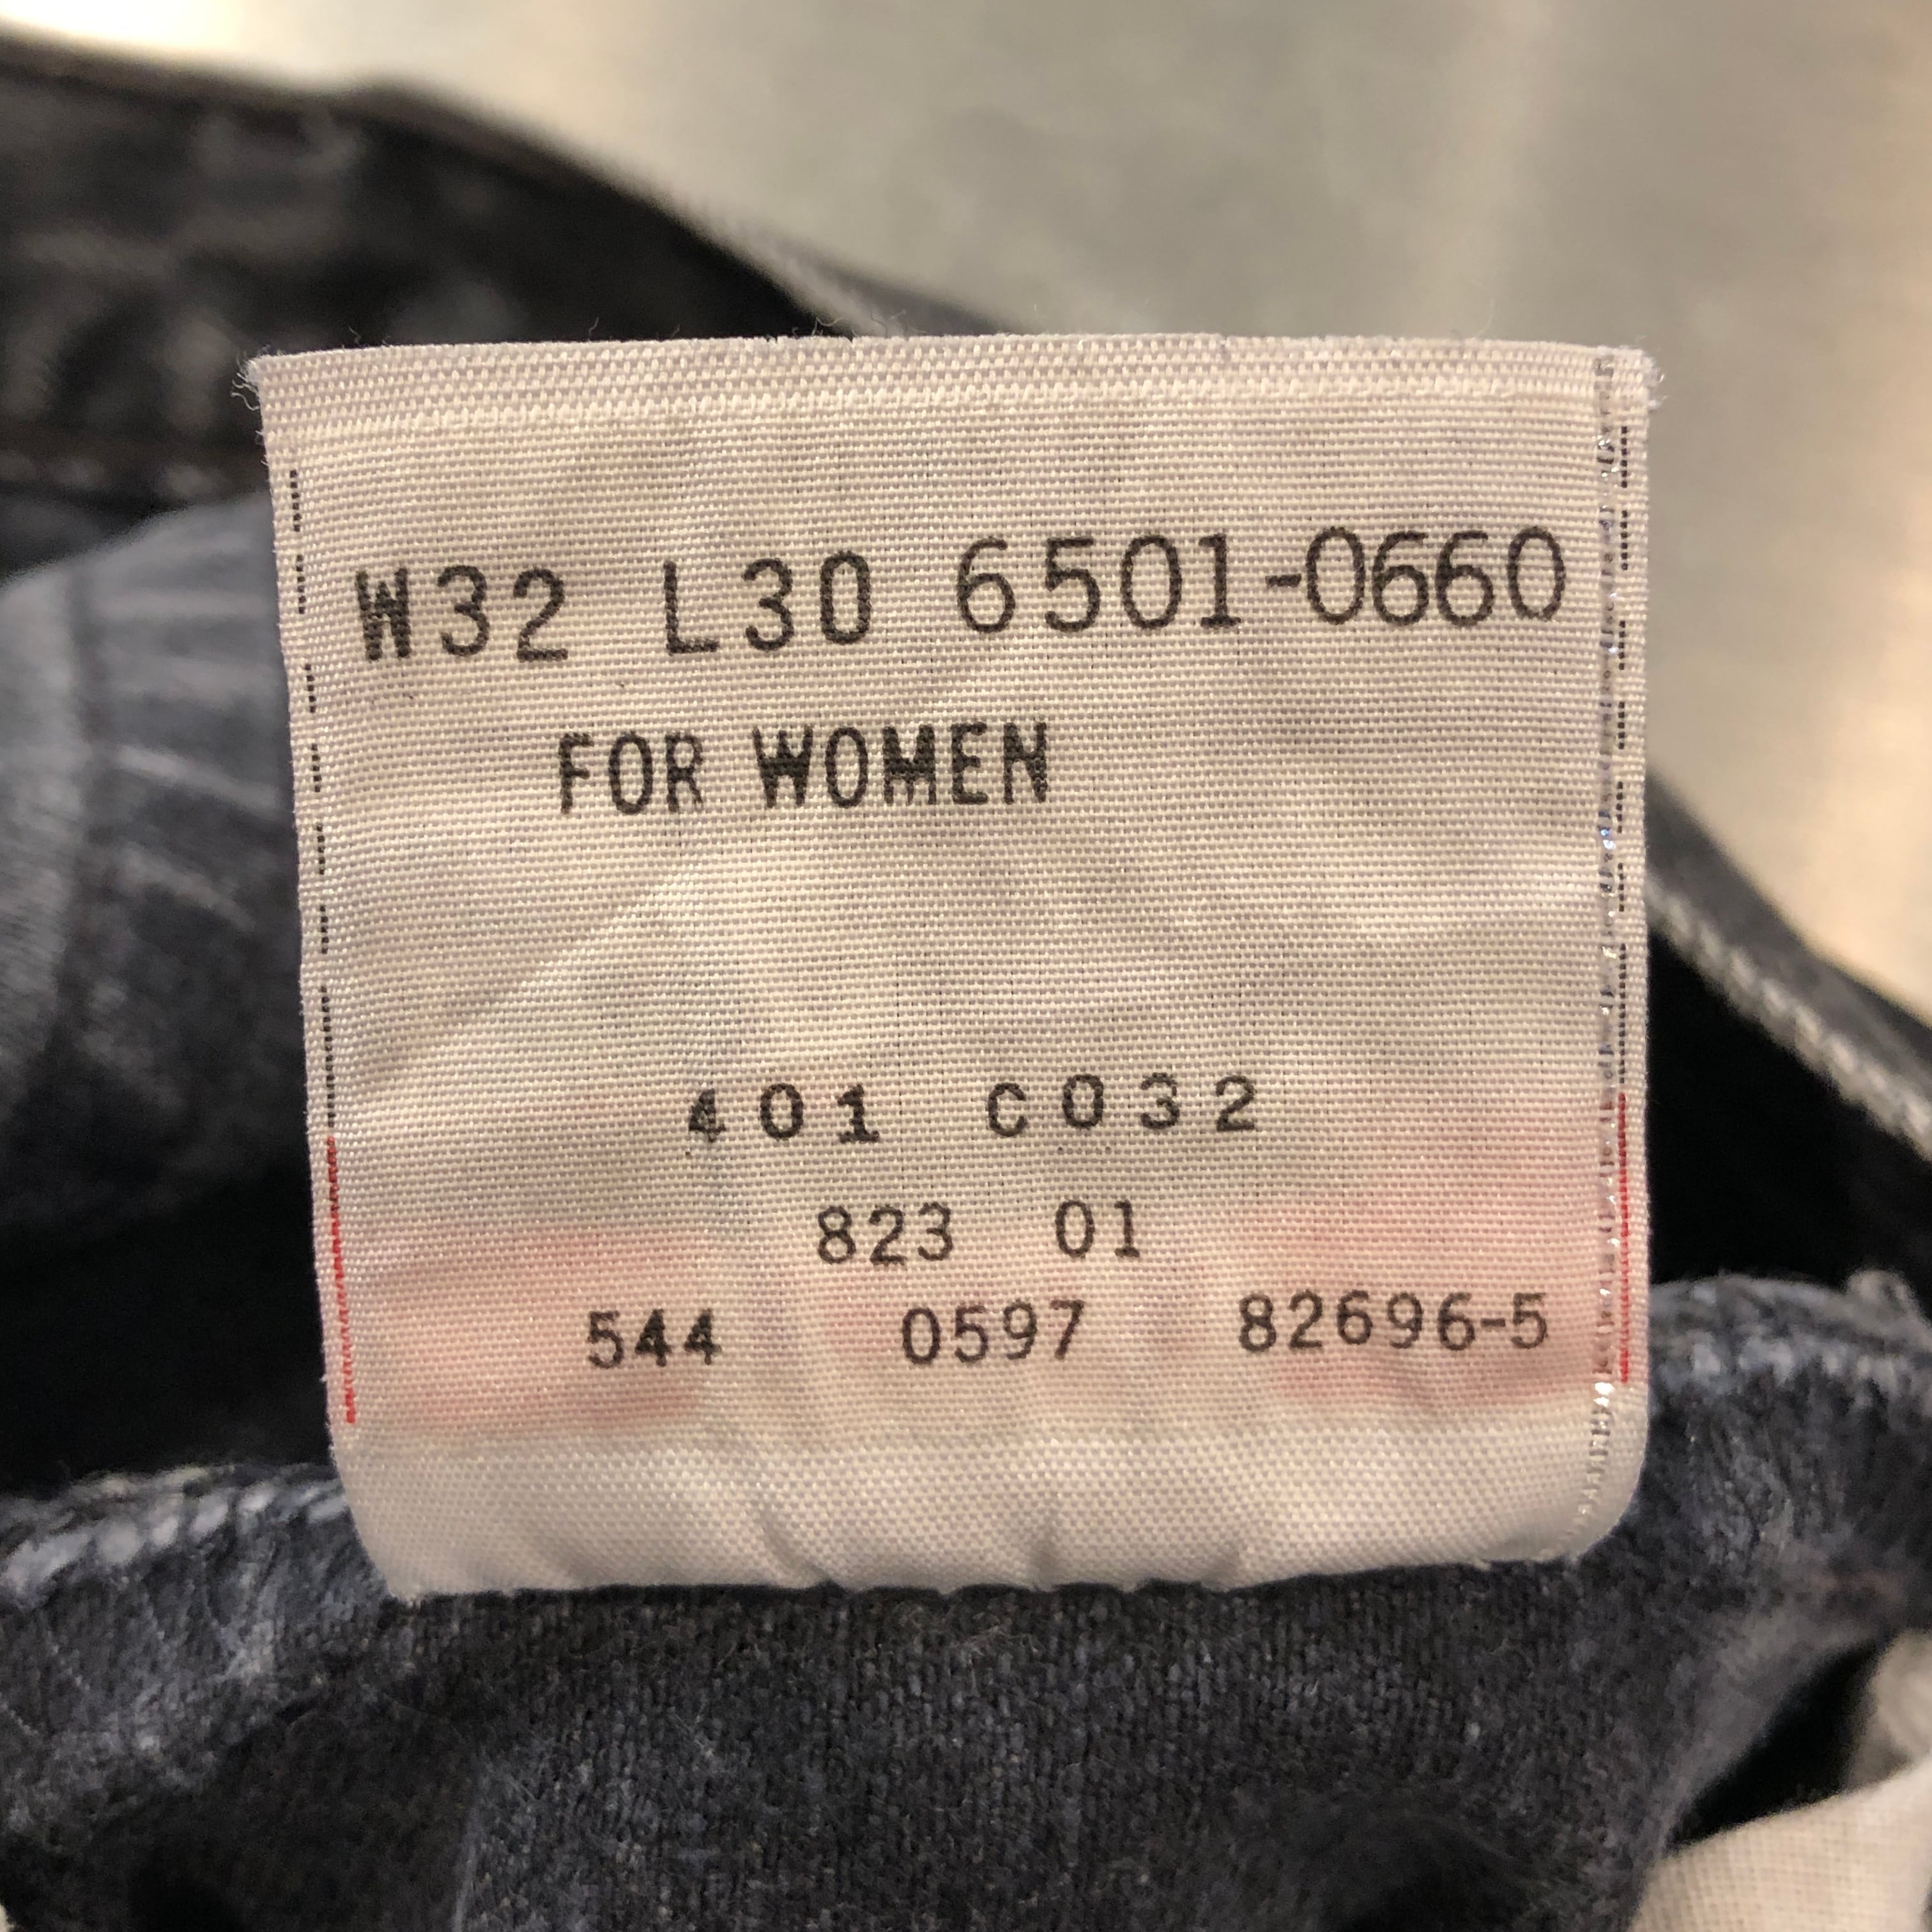 W32 L30 6501-0660
FOR WOMEN
401 C032
823 01
544 0597 82696-5